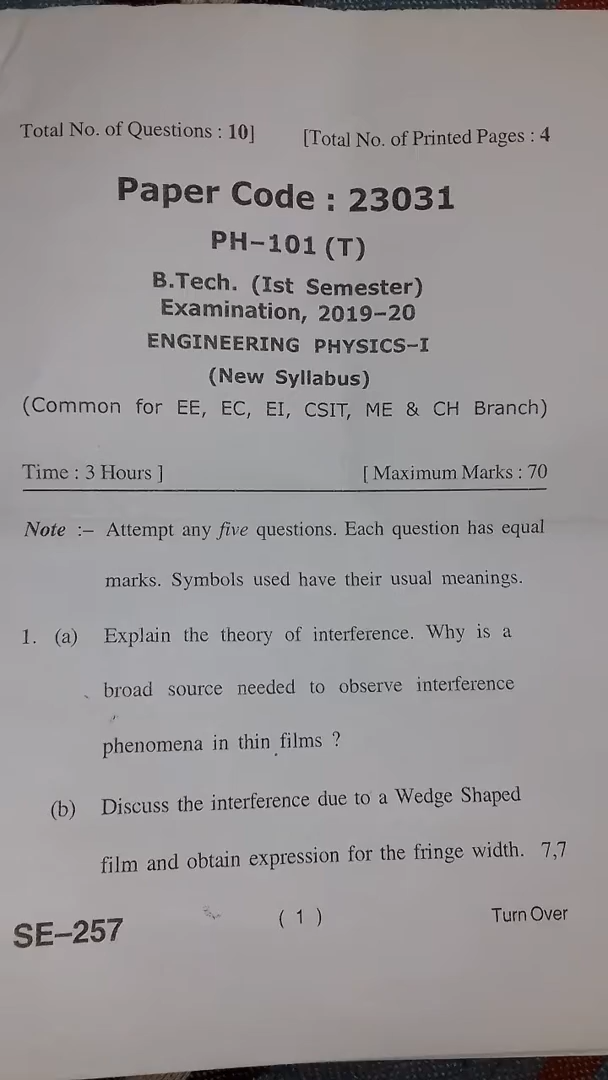 Total No. of Questions : 10]    [Total No. of Printed Pages : 4
Paper Code : 23031
PH–101 (T)
B.Tech. (Ist Semester)
Examination, 2019–20
ENGINEERING PHYSICS–I
(New Syllabus)
(Common for EE, EC, EI, CSIT, ME & CH Branch)
Time : 3 Hours ]    [ Maximum Marks : 70
Note :– Attempt any five questions. Each question has equal
marks. Symbols used have their usual meanings.
1. (a) Explain the theory of interference. Why is a
broad source needed to observe interference
phenomena in thin films ?
(b) Discuss the interference due to a Wedge Shaped
film and obtain expression for the fringe width. 7,7
SE–257    ( 1 )    Turn Over